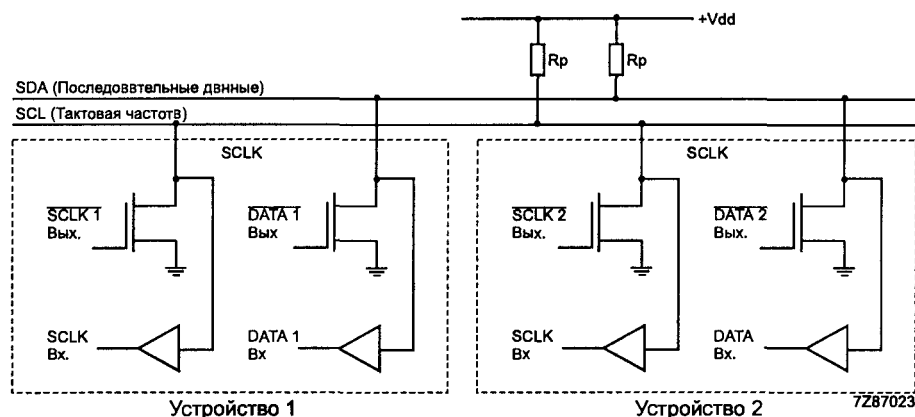 +Vdd
Rp
Rp
SDA (Последоввтельные двнные)
SCL (Тактовая частотв)
SCLK
SCLK
SCLK 1
Вых.
DATA 1
Вых
SCLK 2
Вых.
DATA 2
Вых.
SCLK
Вх.
DATA 1
Вх
SCLK
Вх
DATA
Вх.
Устройство 1
Устройство 2
7Z87023